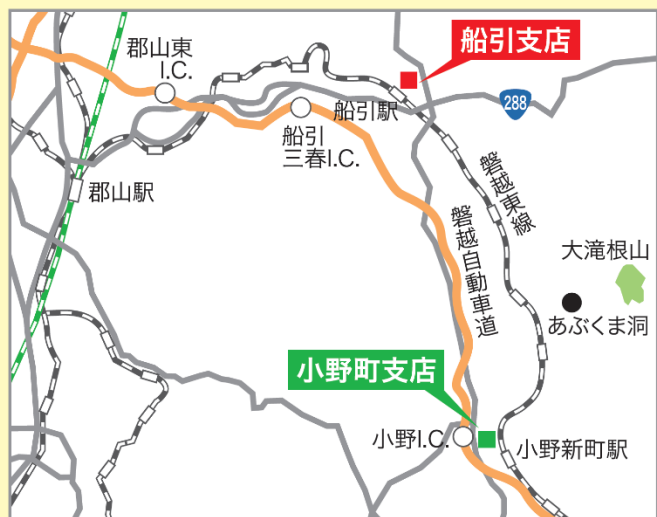 船引支店
郡山東
I.C.
船引駅
288
船引
三春I.C.
郡山駅
磐越東線
磐越自動車道
大滝根山
あぶくま洞
小野町支店
小野I.C.
小野新町駅